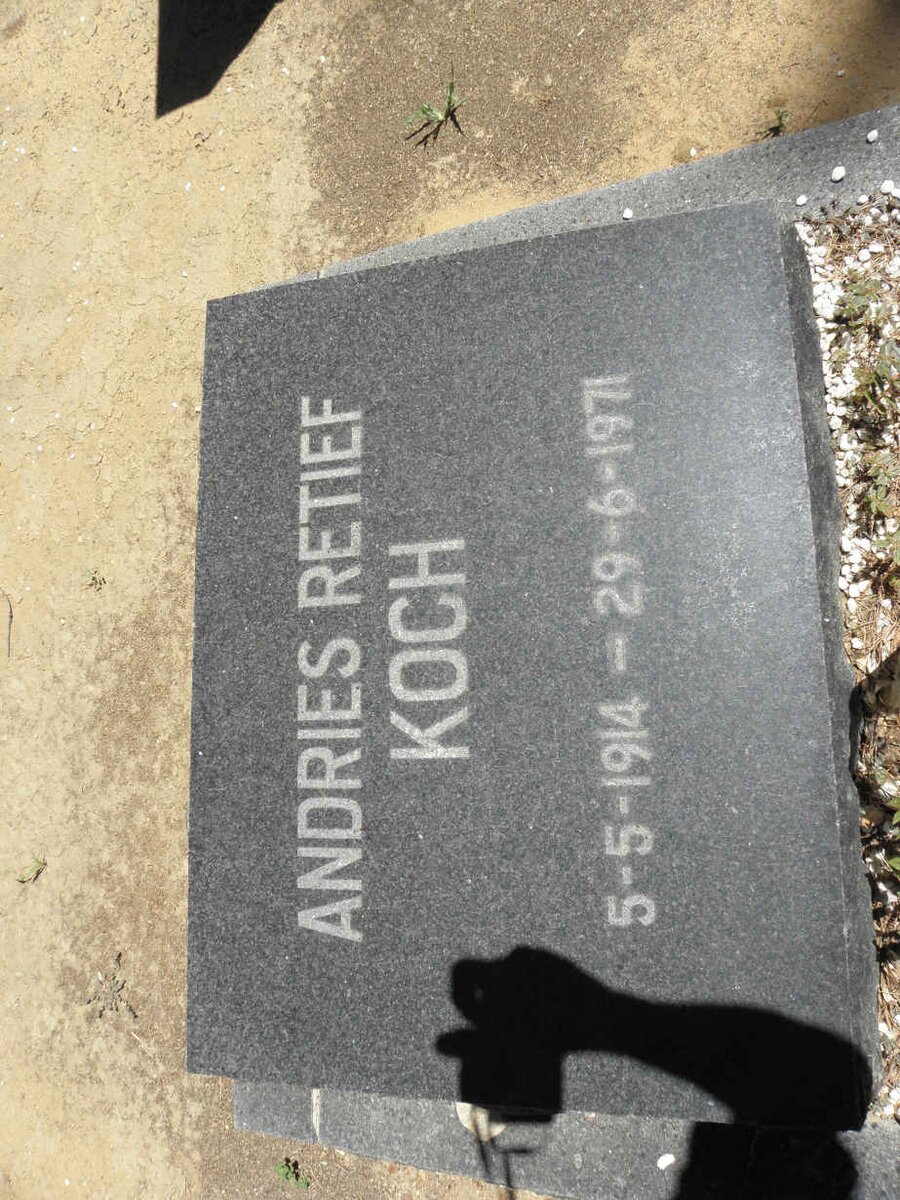 ANDRIES RETIEF
KOCH
5-5-1914 - 29-6-1971